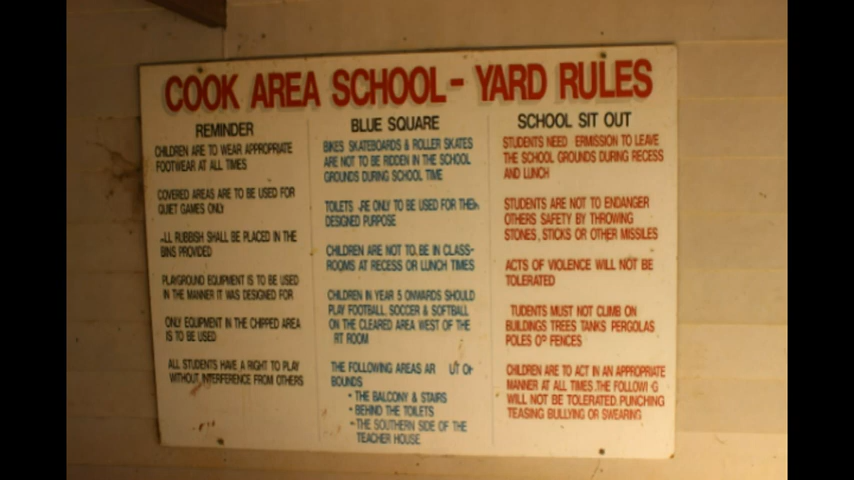 COOK AREA SCHOOL - YARD RULES
REMINDER
CHILDREN ARE TO WEAR APPROPRIATE
FOOTWEAR AT ALL TIMES
COVERED AREAS ARE TO BE USED FOR
QUIET GAMES ONLY
LL RUBBISH SHALL BE PLACED IN THE
BINS PROVIDED
PLAYGROUND EQUIPMENT IS TO BE USED
IN THE MANNER IT WAS DESIGNED FOR
ONLY EQUIPMENT IN THE CHIPPED AREA
IS TO BE USED
ALL STUDENTS HAVE A RIGHT TO PLAY
WITHOUT INTERFERENCE FROM OTHERS
BLUE SQUARE
BIKES SKATEBOARDS & ROLLER SKATES
ARE NOT TO BE RIDDEN IN THE SCHOOL
GROUNDS DURING SCHOOL TIME
TOILETS RE ONLY TO BE USED FOR THEIR
DESIGNED PURPOSE
CHILDREN ARE NOT TO BE IN CLASS-
ROOMS AT RECESS OR LUNCH TIMES
CHILDREN IN YEAR 5 ONWARDS SHOULD
PLAY FOOTBALL, SOCCER & SOFTBALL
ON THE CLEARED AREA WEST OF THE
RT ROOM
THE FOLLOWING AREAS AR UT OF
BOUNDS
• THE BALCONY & STAIRS
• BEHIND THE TOILETS
• THE SOUTHERN SIDE OF THE
TEACHER HOUSE
SCHOOL SIT OUT
STUDENTS NEED ERMISSION TO LEAVE
THE SCHOOL GROUNDS DURING RECESS
AND LUNCH
STUDENTS ARE NOT TO ENDANGER
OTHERS SAFETY BY THROWING
STONES, STICKS OR OTHER MISSILES
ACTS OF VIOLENCE WILL NOT BE
TOLERATED
TUDENTS MUST NOT CLIMB ON
BUILDINGS TREES TANKS PERGOLAS
POLES OR FENCES
CHILDREN ARE TO ACT IN AN APPROPRIATE
MANNER AT ALL TIMES. THE FOLLOWI G
WILL NOT BE TOLERATED. PUNCHING
TEASING BULLYING OR SWEARING